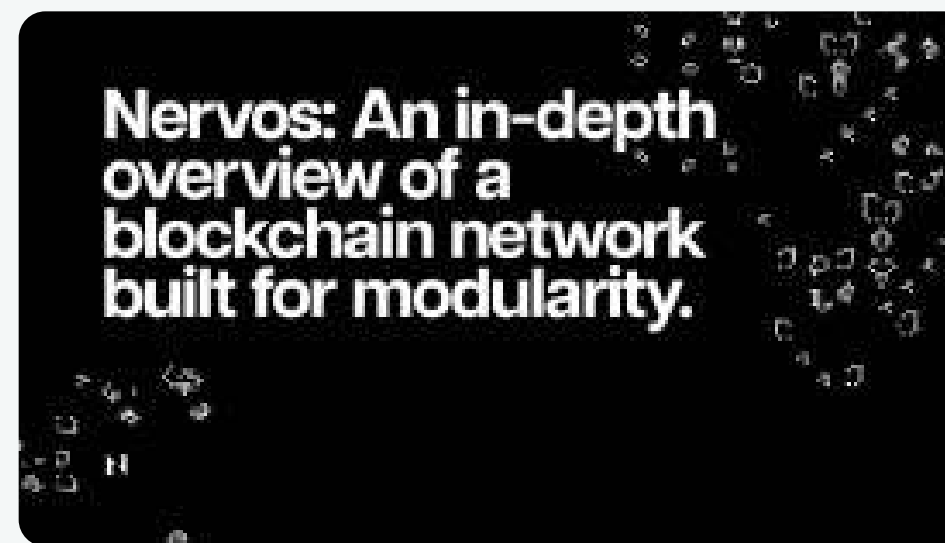 Nervos: An in-depth
overview of a
blockchain network
built for modularity.